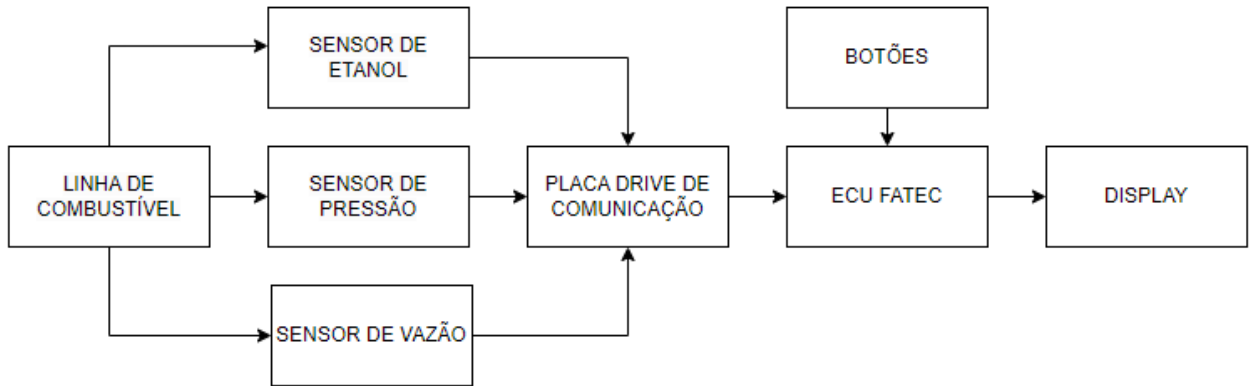 SENSOR DE
ETANOL
BOTÕES
LINHA DE
COMBUSTÍVEL
SENSOR DE
PRESSÃO
PLACA DRIVE DE
COMUNICAÇÃO
ECU FATEC
DISPLAY
SENSOR DE VAZÃO